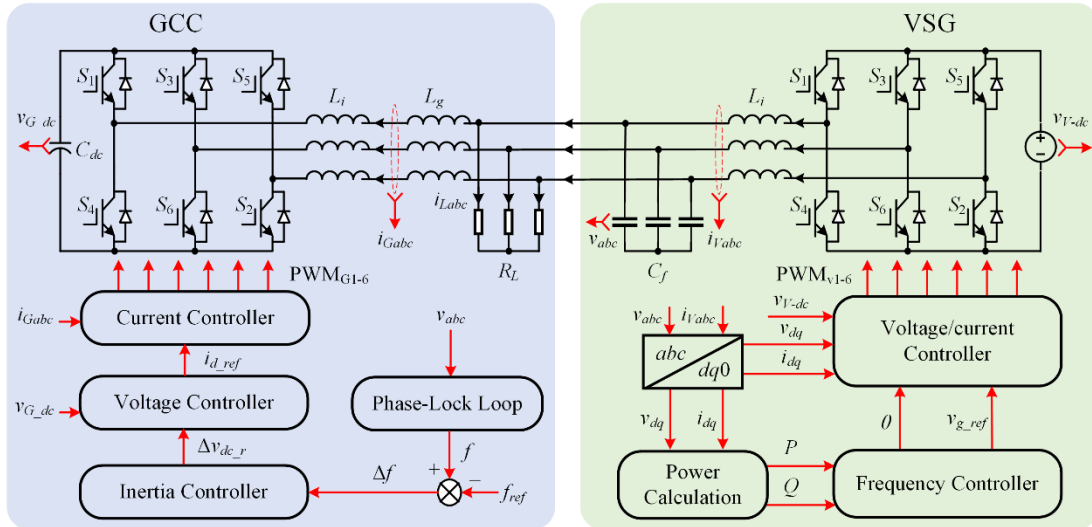 GCC
VSG
S1 S3 S5
S1 S3 S5
Li Lg Li
vG_dc
Cdc
vV-dc
+
−
S4 S6 S2
S4 S6 S2
iLabc
iGabc
RL
vabc
Cf
iVabc
PWMG1-6
PWMv1-6
iGabc
Current Controller
vabc
vabc iVabc
vV-dc
vdq
idq
Voltage/current
Controller
abc
dq0
id_ref
vG_dc
Voltage Controller
Phase-Lock Loop
vdq idq
θ vg_ref
Δvdc_r
f
Δf
+
−
fref
Inertia Controller
Power
Calculation
P
Q
Frequency Controller